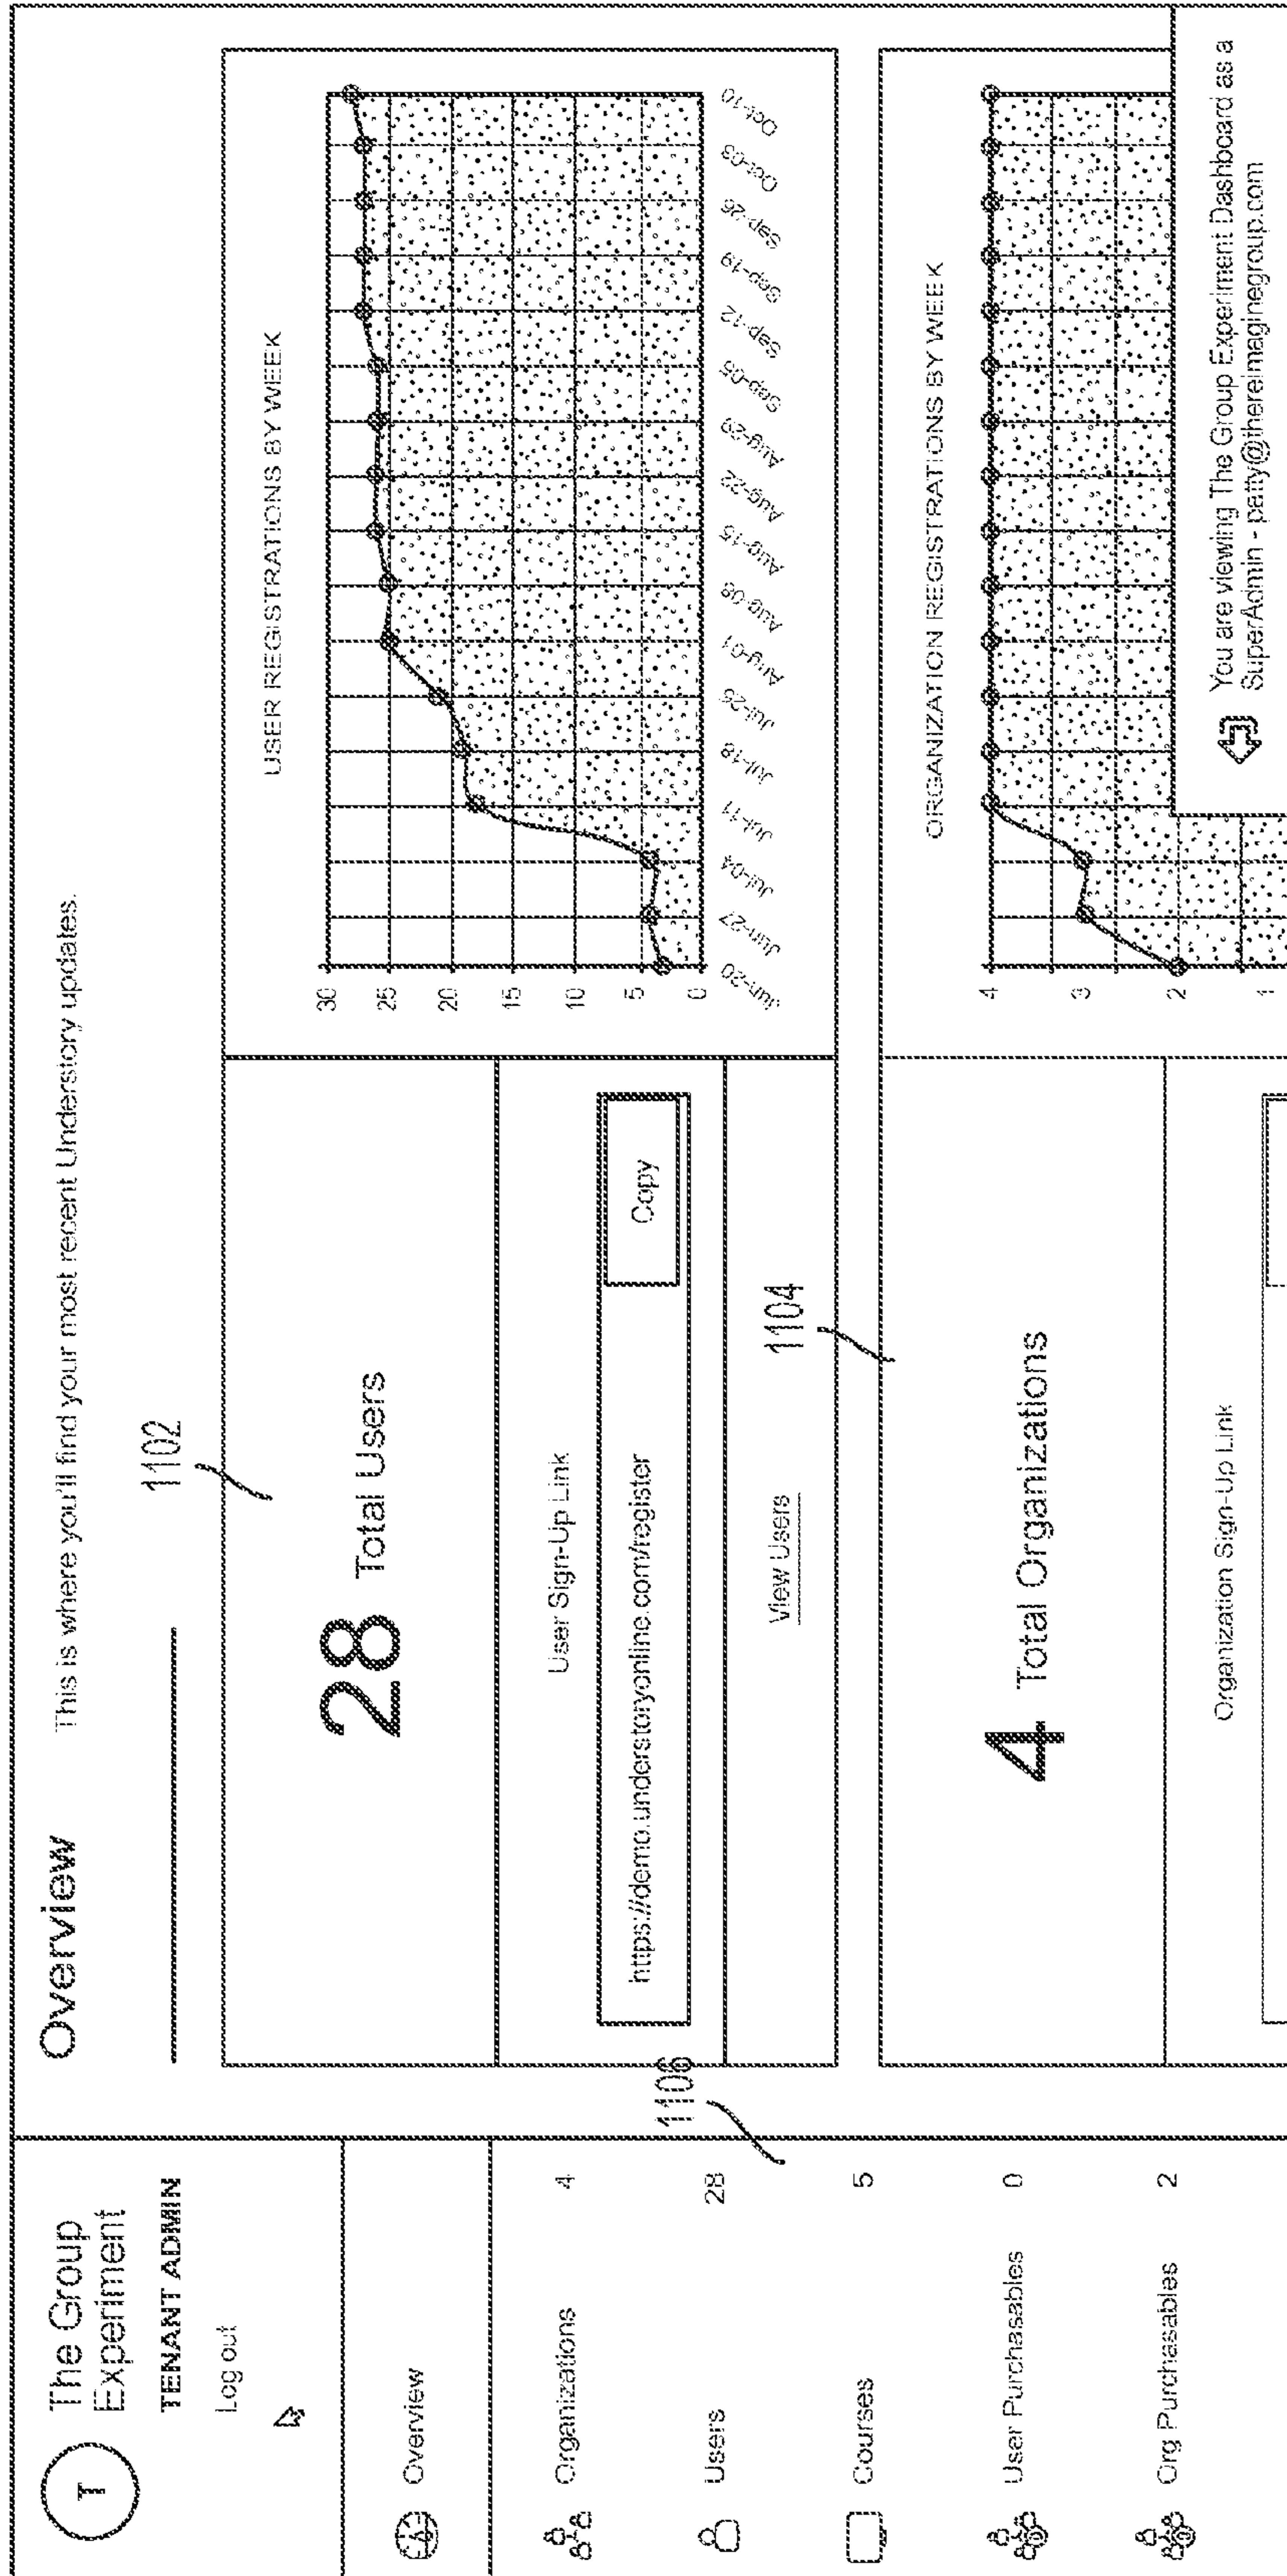 The Group
Experiment
TENANT ADMIN
Log out
Overview
Organizations 4
Users 28
Courses 5
User Purchasables 0
Org Purchasables 2
1106
Overview This is where you'll find your most recent Understory updates.
1102
28 Total Users
User Sign-Up Link
https://demo.understoryonline.com/register Copy
View Users
USER REGISTRATIONS BY WEEK
30
25
20
15
10
5
0
Jun-20 Jun-27 Jul-04 Jul-11 Jul-18 Jul-25 Aug-01 Aug-08 Aug-15 Aug-22 Aug-29 Sep-05 Sep-12 Sep-19 Sep-26 Oct-03 Oct-10
1104
4 Total Organizations
Organization Sign-Up Link
ORGANIZATION REGISTRATIONS BY WEEK
4
3
2
1
You are viewing The Group Experiment Dashboard as a
SuperAdmin - patty@thereimaginegroup.com
T